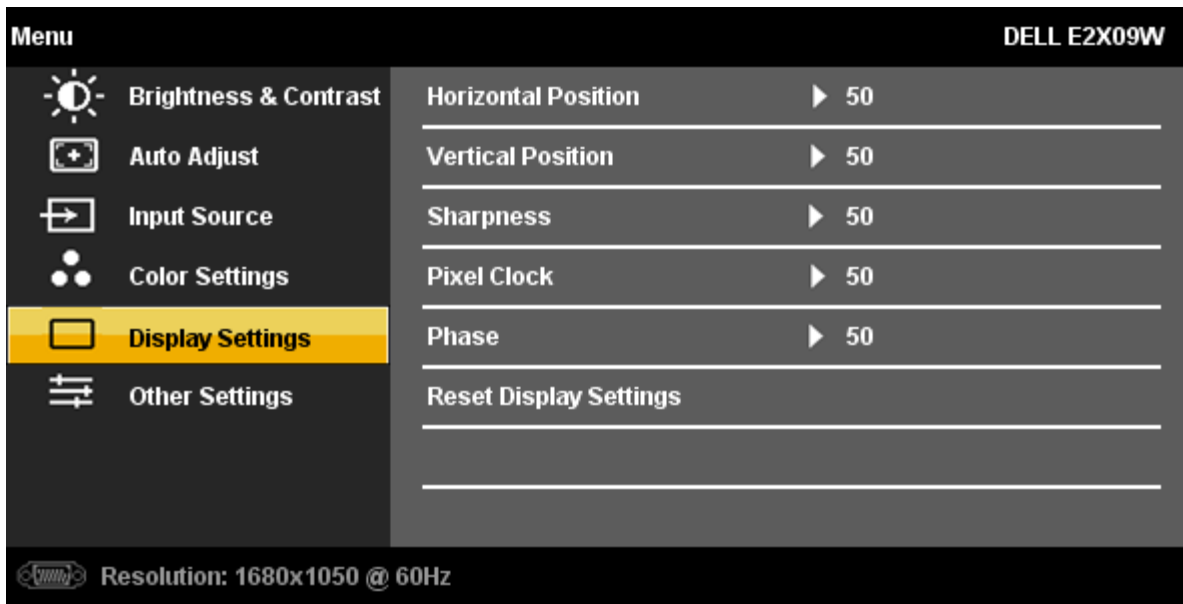 Menu DELL E2X09W
Brightness & Contrast Horizontal Position 50
Auto Adjust Vertical Position 50
Input Source Sharpness 50
Color Settings Pixel Clock 50
Display Settings Phase 50
Other Settings Reset Display Settings
Resolution: 1680x1050 @ 60Hz